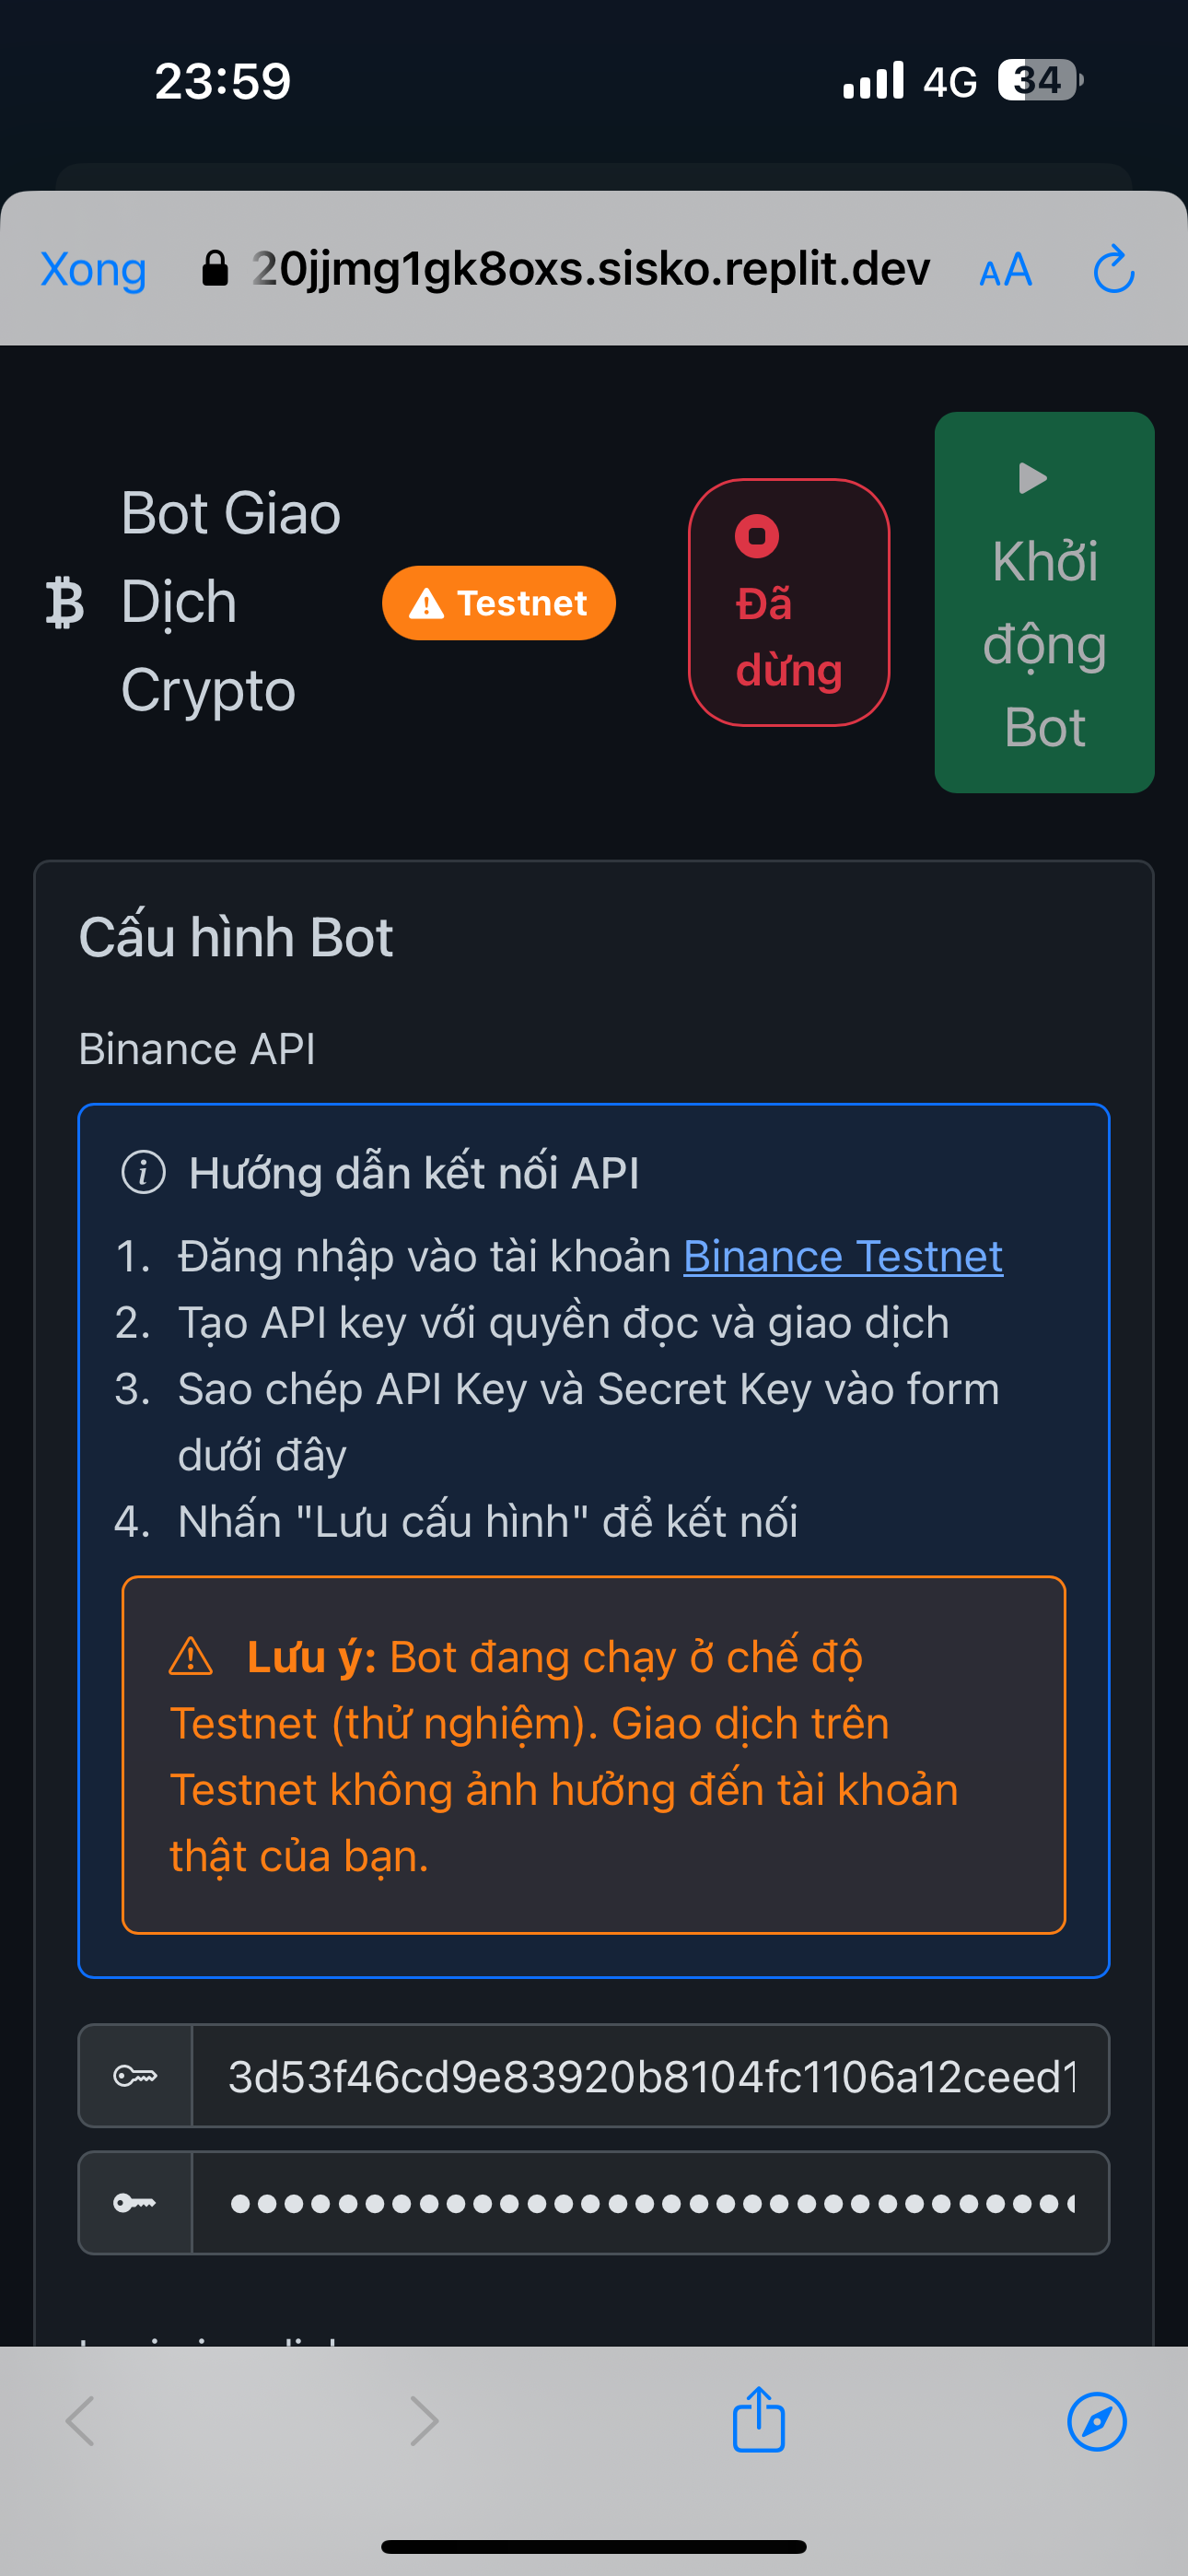 23:59
4G 34
Xong 20jjmg1gk8oxs.sisko.replit.dev AA
Bot Giao
Dịch
Crypto
Testnet
Đã
dừng
Khởi
động
Bot
Cấu hình Bot
Binance API
Hướng dẫn kết nối API
1. Đăng nhập vào tài khoản Binance Testnet
2. Tạo API key với quyền đọc và giao dịch
3. Sao chép API Key và Secret Key vào form
dưới đây
4. Nhấn "Lưu cấu hình" để kết nối
Lưu ý: Bot đang chạy ở chế độ
Testnet (thử nghiệm). Giao dịch trên
Testnet không ảnh hưởng đến tài khoản
thật của bạn.
3d53f46cd9e83920b8104fc1106a12ceed1